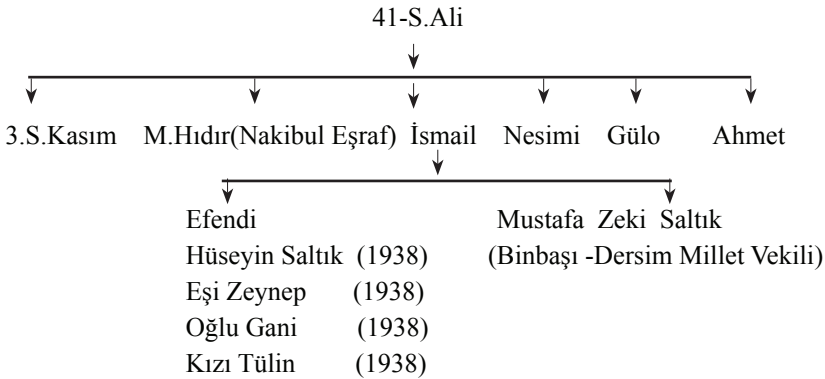 41-S.Ali
3.S.Kasım M.Hıdır(Nakibul Eşraf) İsmail Nesimi Gülo Ahmet
Efendi Mustafa Zeki Saltık
Hüseyin Saltık (1938) (Binbaşı -Dersim Millet Vekili)
Eşi Zeynep (1938)
Oğlu Gani (1938)
Kızı Tülin (1938)